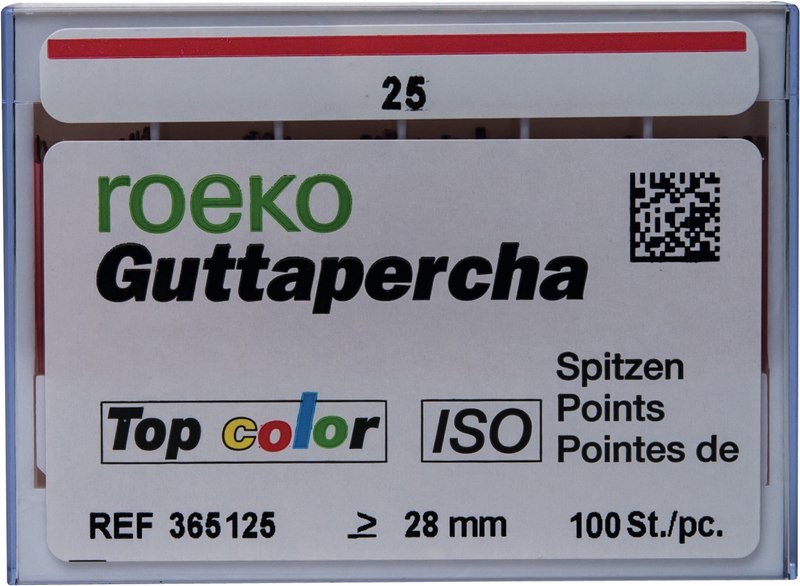 25
roeko
Guttapercha
Spitzen
Points
Pointes de
Top color
ISO
REF 365125 ≥ 28 mm 100 St./pc.